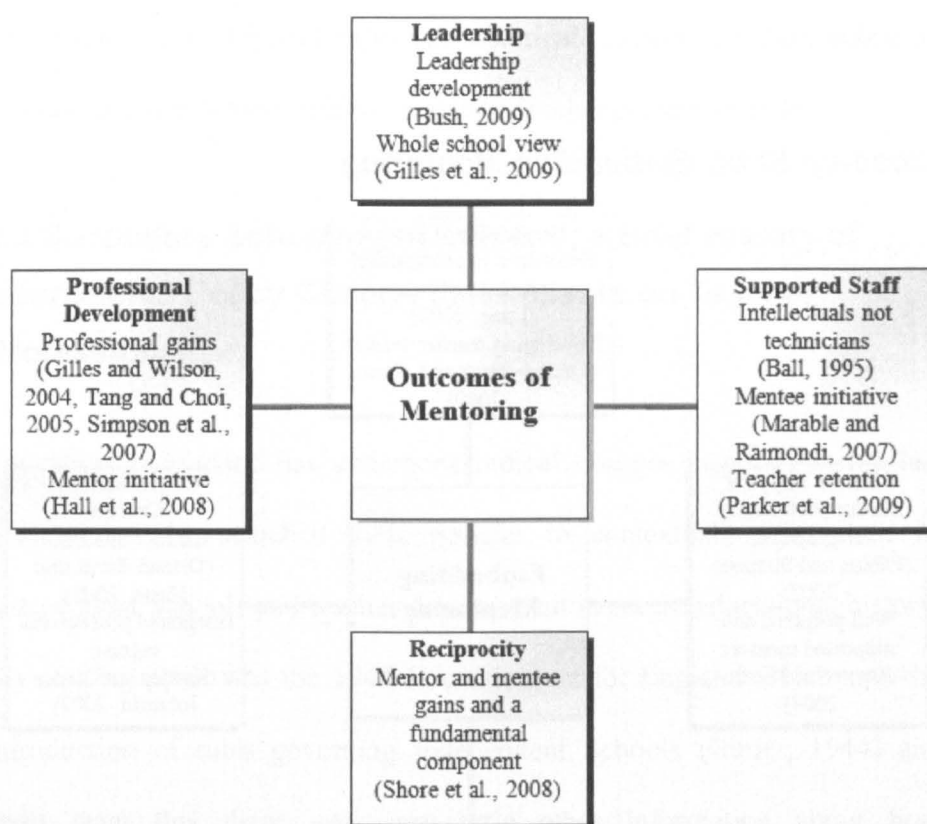 Leadership
Leadership
development
(Bush, 2009)
Whole school view
(Gilles et al., 2009)
Professional
Development
Professional gains
(Gilles and Wilson,
2004, Tang and Choi,
2005, Simpson et al.,
2007)
Mentor initiative
(Hall et al., 2008)
Outcomes of
Mentoring
Supported Staff
Intellectuals not
technicians
(Ball, 1995)
Mentee initiative
(Marable and
Raimondi, 2007)
Teacher retention
(Parker et al., 2009)
Reciprocity
Mentor and mentee
gains and a
fundamental
component
(Shore et al., 2008)